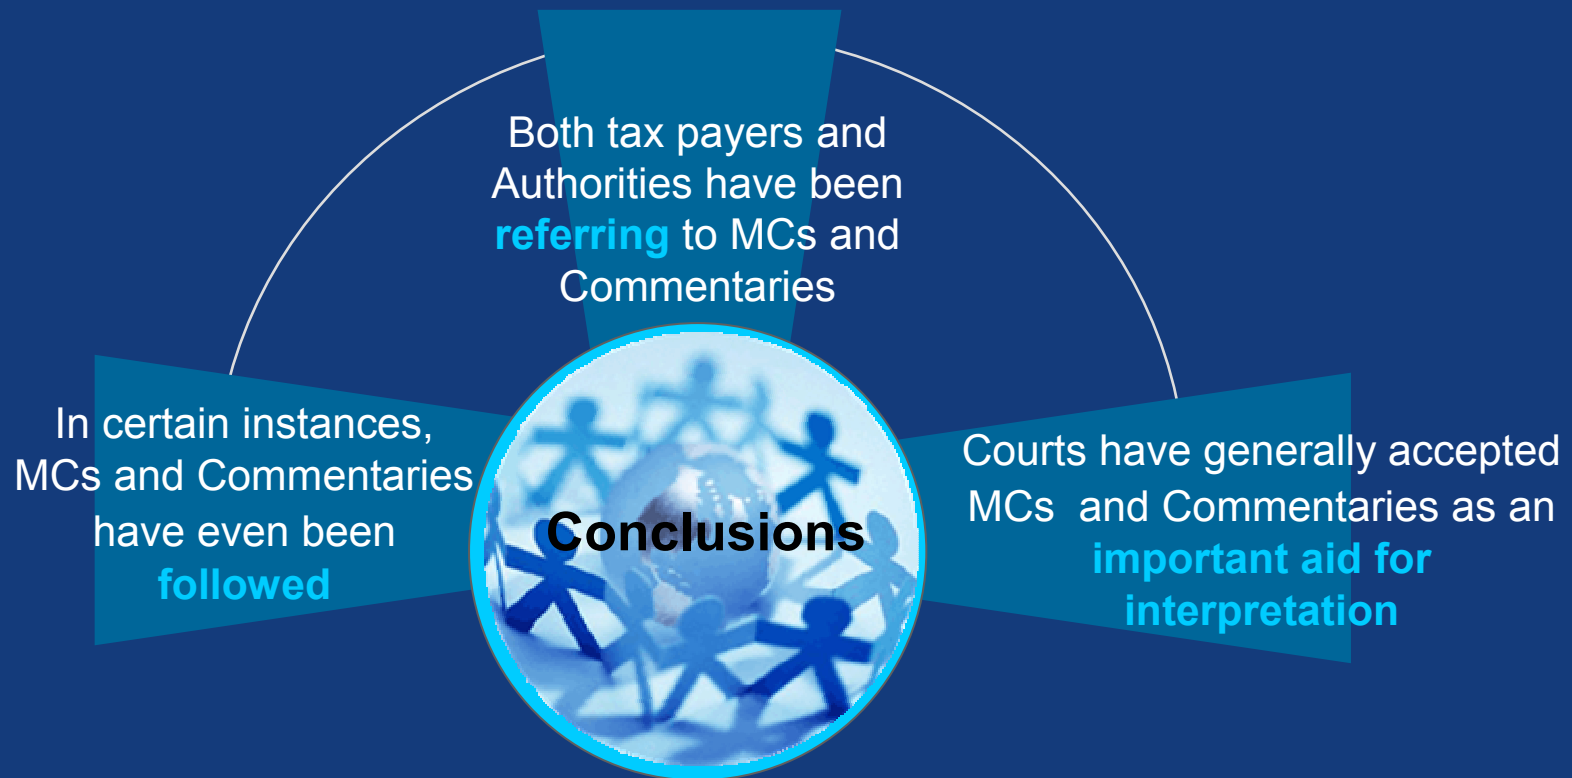 Both tax payers and
Authorities have been
referring to MCs and
Commentaries
In certain instances,
MCs and Commentaries
have even been
followed
Conclusions
Courts have generally accepted
MCs  and Commentaries as an
important aid for
interpretation